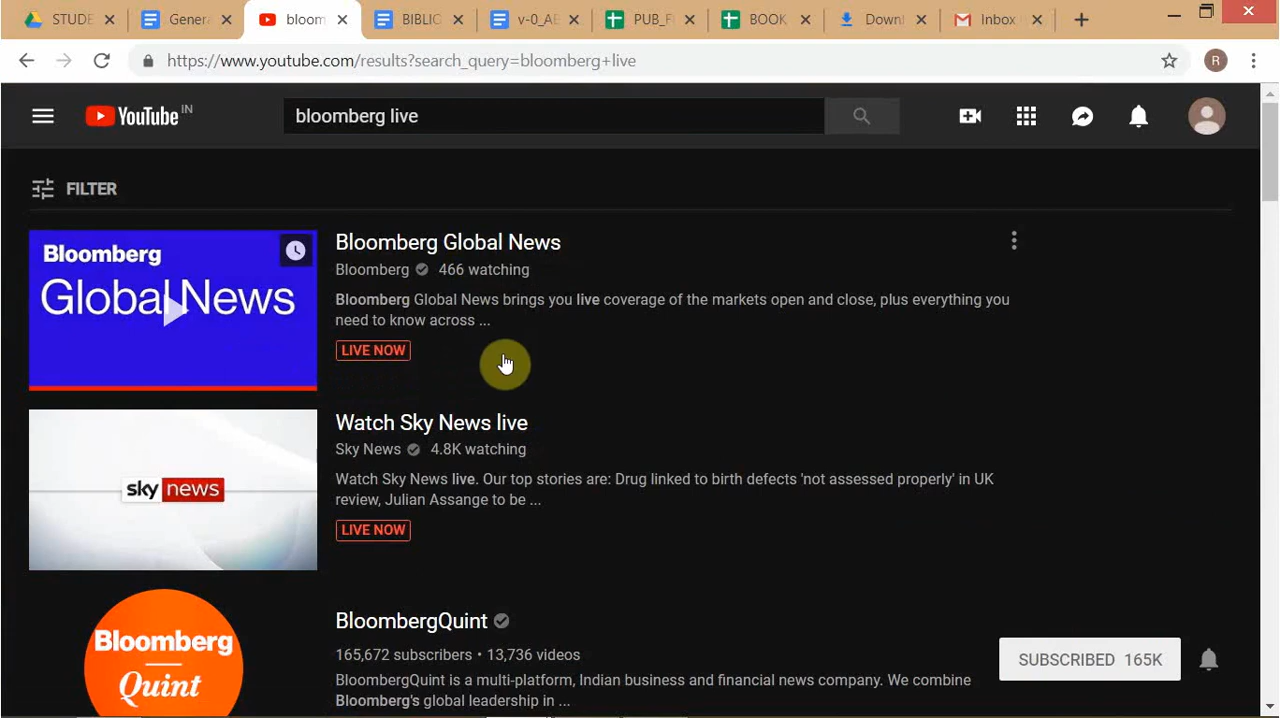 STUDE
Genera
bloom
BIBLIC
v-0_AE
PUB_F
BOOK
Downl
Inbox
https://www.youtube.com/results?search_query=bloomberg+live
R
YouTube IN
bloomberg live
FILTER
Bloomberg
Global News
Bloomberg Global News
Bloomberg 466 watching
Bloomberg Global News brings you live coverage of the markets open and close, plus everything you
need to know across ...
LIVE NOW
sky news
Watch Sky News live
Sky News 4.8K watching
Watch Sky News live. Our top stories are: Drug linked to birth defects 'not assessed properly' in UK
review, Julian Assange to be ...
LIVE NOW
Bloomberg
Quint
BloombergQuint
165,672 subscribers • 13,736 videos
BloombergQuint is a multi-platform, Indian business and financial news company. We combine
Bloomberg's global leadership in ...
SUBSCRIBED 165K